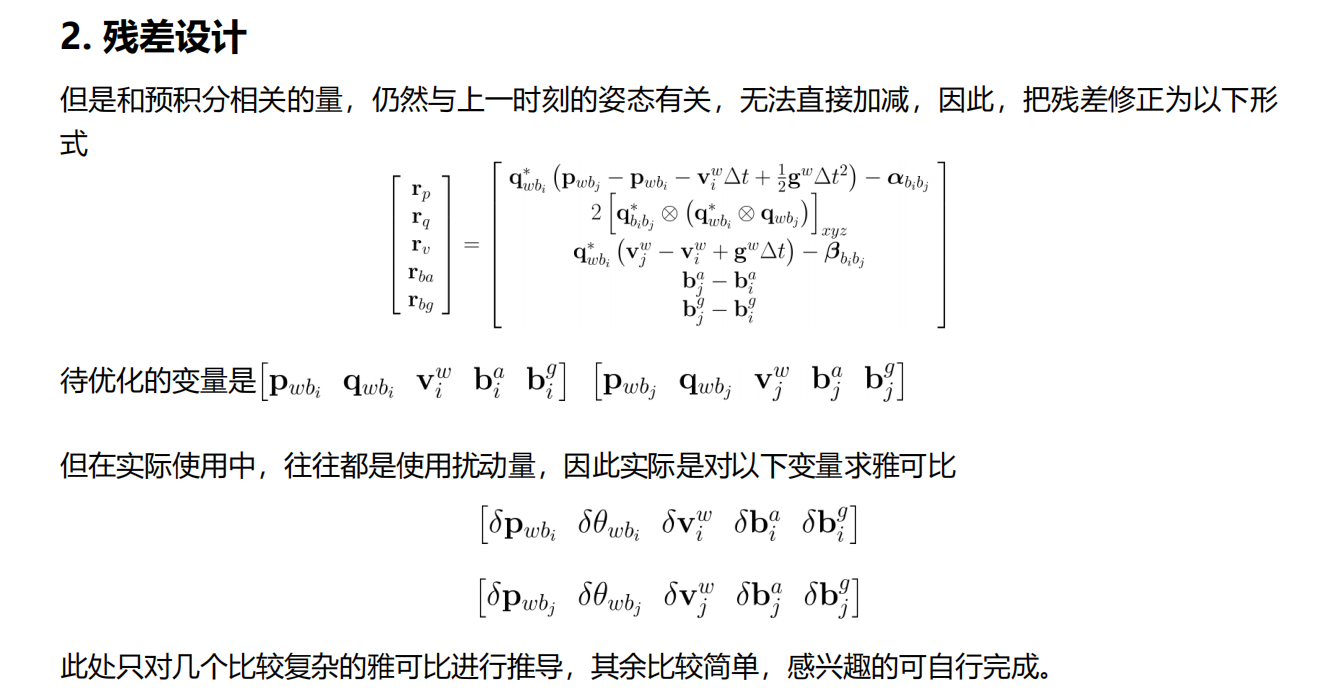 2. 残差设计
但是和预积分相关的量，仍然与上一时刻的姿态有关，无法直接加减，因此，把残差修正为以下形
式
$$\begin{bmatrix} \mathbf{r}_p \\ \mathbf{r}_q \\ \mathbf{r}_v \\ \mathbf{r}_{ba} \\ \mathbf{r}_{bg} \end{bmatrix} = \begin{bmatrix} \mathbf{q}_{wb_i}^* \left( \mathbf{p}_{wb_j} - \mathbf{p}_{wb_i} - \mathbf{v}_i^w \Delta t + \frac{1}{2} \mathbf{g}^w \Delta t^2 \right) - \boldsymbol{\alpha}_{b_i b_j} \\ 2 \left[ \mathbf{q}_{b_i b_j}^* \otimes \left( \mathbf{q}_{wb_i}^* \otimes \mathbf{q}_{wb_j} \right) \right]_{xyz} \\ \mathbf{q}_{wb_i}^* \left( \mathbf{v}_j^w - \mathbf{v}_i^w + \mathbf{g}^w \Delta t \right) - \boldsymbol{\beta}_{b_i b_j} \\ \mathbf{b}_j^a - \mathbf{b}_i^a \\ \mathbf{b}_j^g - \mathbf{b}_i^g \end{bmatrix}$$
待优化的变量是$[\mathbf{p}_{wb_i} \quad \mathbf{q}_{wb_i} \quad \mathbf{v}_i^w \quad \mathbf{b}_i^a \quad \mathbf{b}_i^g] \quad [\mathbf{p}_{wb_j} \quad \mathbf{q}_{wb_j} \quad \mathbf{v}_j^w \quad \mathbf{b}_j^a \quad \mathbf{b}_j^g]$
但在实际使用中，往往都是使用扰动量，因此实际是对以下变量求雅可比
$$[\delta \mathbf{p}_{wb_i} \quad \delta \theta_{wb_i} \quad \delta \mathbf{v}_i^w \quad \delta \mathbf{b}_i^a \quad \delta \mathbf{b}_i^g]$$
$$[\delta \mathbf{p}_{wb_j} \quad \delta \theta_{wb_j} \quad \delta \mathbf{v}_j^w \quad \delta \mathbf{b}_j^a \quad \delta \mathbf{b}_j^g]$$
此处只对几个比较复杂的雅可比进行推导，其余比较简单，感兴趣的可自行完成。